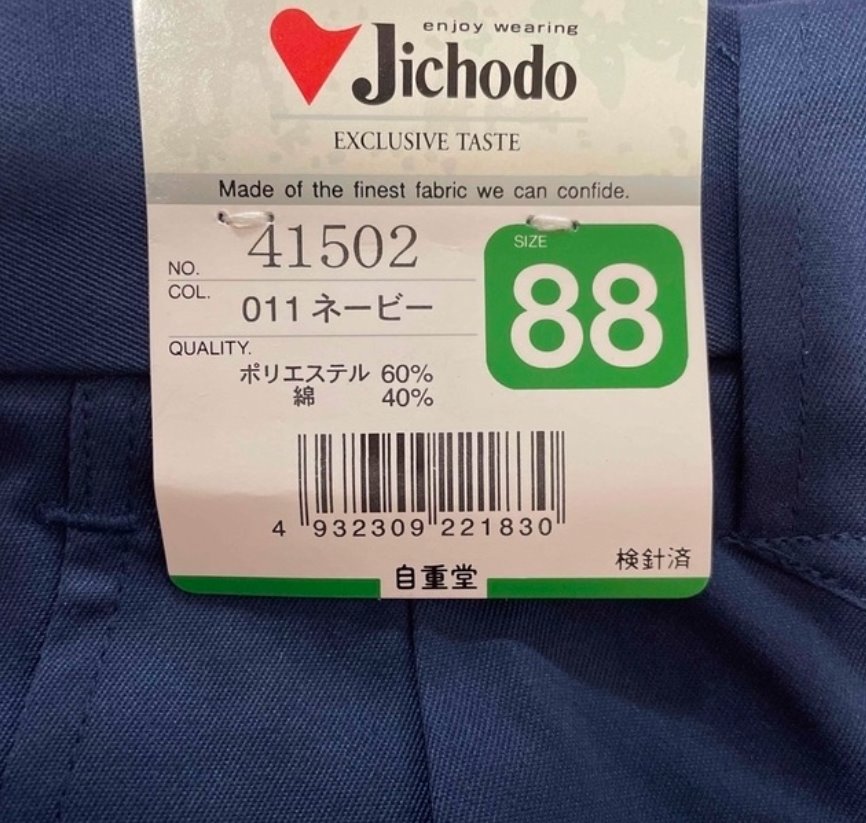 enjoy wearing
Jichodo
EXCLUSIVE TASTE
Made of the finest fabric we can confide.
NO. 41502
SIZE
88
COL. 011 ネービー
QUALITY.
ポリエステル 60%
綿 40%
4 932309 221830
検針済
自重堂